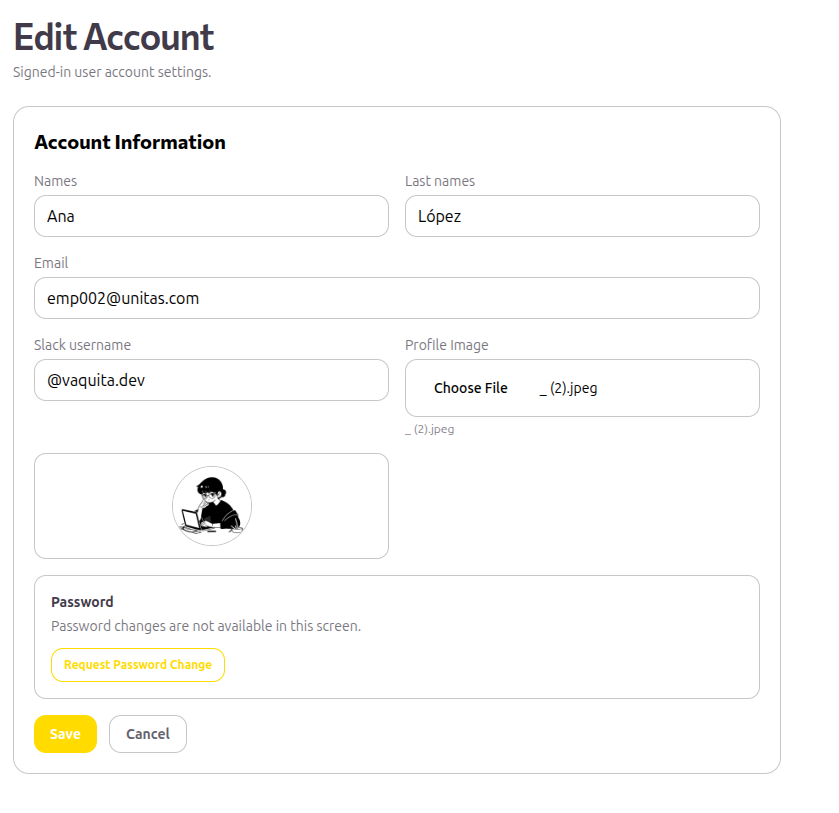 Edit Account
Signed-in user account settings.
Account Information
Names
Last names
Ana
López
Email
emp002@unitas.com
Slack username
Profile Image
@vaquita.dev
Choose File
_ (2).jpeg
_ (2).jpeg
Password
Password changes are not available in this screen.
Request Password Change
Save
Cancel